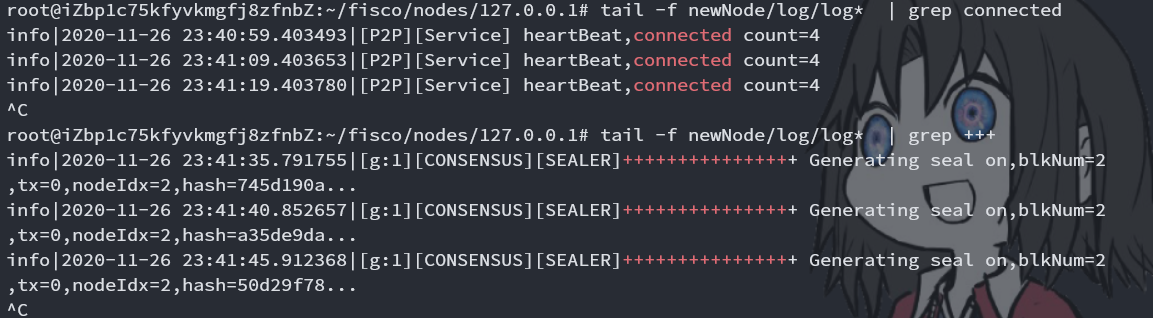 root@iZbp1c75kfyvkmgfj8zfnbZ:~/fisco/nodes/127.0.0.1# tail -f newNode/log/log*  | grep connected
info|2020-11-26 23:40:59.403493|[P2P][Service] heartBeat,connected count=4
info|2020-11-26 23:41:09.403653|[P2P][Service] heartBeat,connected count=4
info|2020-11-26 23:41:19.403780|[P2P][Service] heartBeat,connected count=4
^C
root@iZbp1c75kfyvkmgfj8zfnbZ:~/fisco/nodes/127.0.0.1# tail -f newNode/log/log*  | grep +++
info|2020-11-26 23:41:35.791755|[g:1][CONSENSUS][SEALER]++++++++++++++++ Generating seal on,blkNum=2
,tx=0,nodeIdx=2,hash=745d190a...
info|2020-11-26 23:41:40.852657|[g:1][CONSENSUS][SEALER]++++++++++++++++ Generating seal on,blkNum=2
,tx=0,nodeIdx=2,hash=a35de9da...
info|2020-11-26 23:41:45.912368|[g:1][CONSENSUS][SEALER]++++++++++++++++ Generating seal on,blkNum=2
,tx=0,nodeIdx=2,hash=50d29f78...
^C